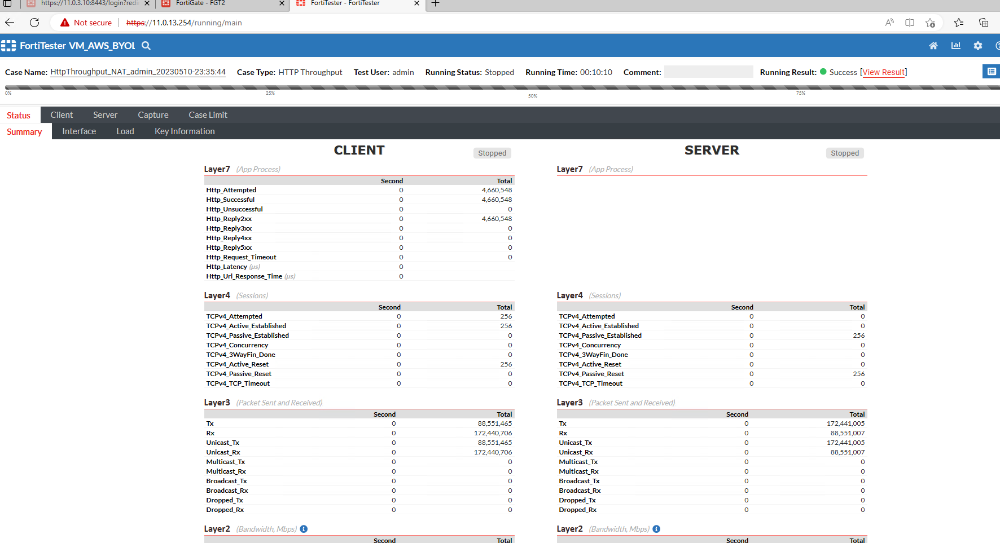 https://11.0.3.10:8443/login?redi
FortiGate - FGT2
FortiTester - FortiTester
Not secure
https://11.0.13.254/running/main
FortiTester VM_AWS_BYOL
Case Name: HttpThroughput_NAT_admin_20230510-23:35:44 Case Type: HTTP Throughput Test User: admin Running Status: Stopped Running Time: 00:10:10 Comment: Running Result: Success [View Result]
0% 25% 50% 75%
Status Client Server Capture Case Limit
Summary Interface Load Key Information
CLIENT Stopped
Layer7 (App Process)
Second Total
Http_Attempted 0 4,660,548
Http_Successful 0 4,660,548
Http_Unsuccessful 0 0
Http_Reply2xx 0 4,660,548
Http_Reply3xx 0 0
Http_Reply4xx 0 0
Http_Reply5xx 0 0
Http_Request_Timeout 0 0
Http_Latency (µs) 0
Http_Url_Response_Time (µs) 0
Layer4 (Sessions)
Second Total
TCPv4_Attempted 0 256
TCPv4_Active_Established 0 256
TCPv4_Passive_Established 0 0
TCPv4_Concurrency 0 0
TCPv4_3WayFin_Done 0 0
TCPv4_Active_Reset 0 256
TCPv4_Passive_Reset 0 0
TCPv4_TCP_Timeout 0 0
Layer3 (Packet Sent and Received)
Second Total
Tx 0 88,551,465
Rx 0 172,440,706
Unicast_Tx 0 88,551,465
Unicast_Rx 0 172,440,706
Multicast_Tx 0 0
Multicast_Rx 0 0
Broadcast_Tx 0 0
Broadcast_Rx 0 0
Dropped_Tx 0 0
Dropped_Rx 0 0
Layer2 (Bandwidth, Mbps)
Second Total
SERVER Stopped
Layer7 (App Process)
Layer4 (Sessions)
Second Total
TCPv4_Attempted 0 0
TCPv4_Active_Established 0 0
TCPv4_Passive_Established 0 256
TCPv4_Concurrency 0 0
TCPv4_3WayFin_Done 0 0
TCPv4_Active_Reset 0 0
TCPv4_Passive_Reset 0 256
TCPv4_TCP_Timeout 0 0
Layer3 (Packet Sent and Received)
Second Total
Tx 0 172,441,005
Rx 0 88,551,007
Unicast_Tx 0 172,441,005
Unicast_Rx 0 88,551,007
Multicast_Tx 0 0
Multicast_Rx 0 0
Broadcast_Tx 0 0
Broadcast_Rx 0 0
Dropped_Tx 0 0
Dropped_Rx 0 0
Layer2 (Bandwidth, Mbps)
Second Total